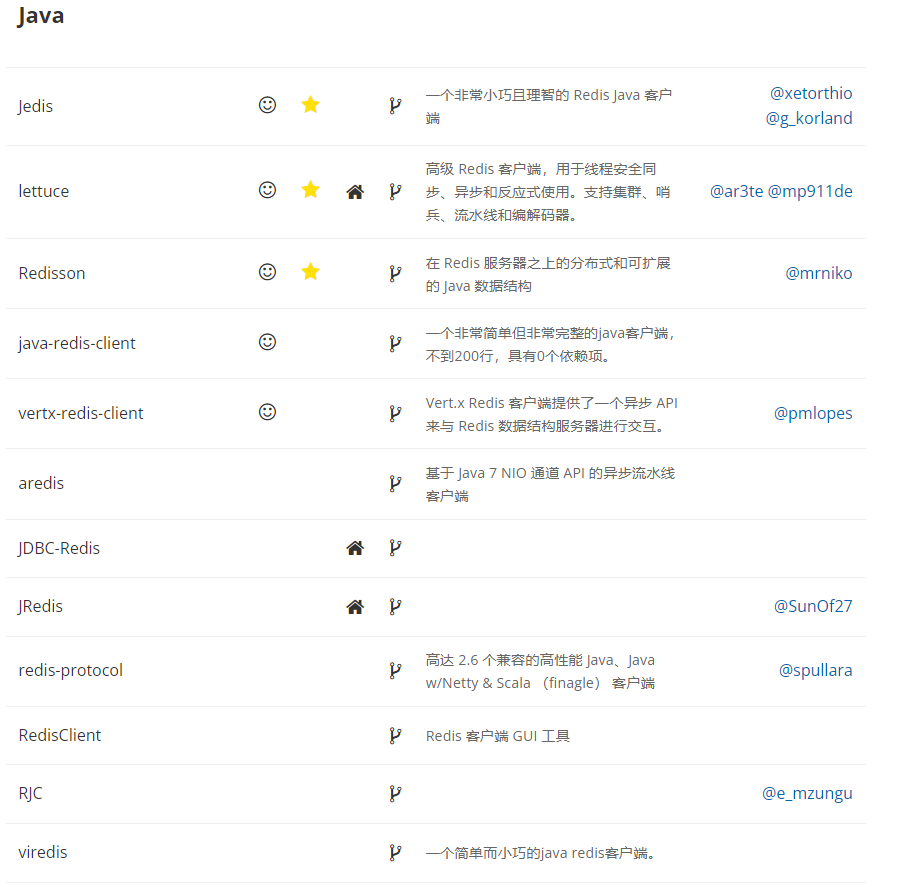 Java
Jedis
一个非常小巧且理智的 Redis Java 客户
端
@xetorthio
@g_korland
lettuce
高级 Redis 客户端，用于线程安全同
步、异步和反应式使用。支持集群、哨
兵、流水线和编解码器。
@ar3te @mp911de
Redisson
在 Redis 服务器之上的分布式和可扩展
的 Java 数据结构
@mrniko
java-redis-client
一个非常简单但非常完整的java客户端，
不到200行，具有0个依赖项。
vertx-redis-client
Vert.x Redis 客户端提供了一个异步 API
来与 Redis 数据结构服务器进行交互。
@pmlopes
aredis
基于 Java 7 NIO 通道 API 的异步流水线
客户端
JDBC-Redis
JRedis
@SunOf27
redis-protocol
高达 2.6 个兼容的高性能 Java、Java
w/Netty & Scala （finagle） 客户端
@spullara
RedisClient
Redis 客户端 GUI 工具
RJC
@e_mzungu
viredis
一个简单而小巧的java redis客户端。